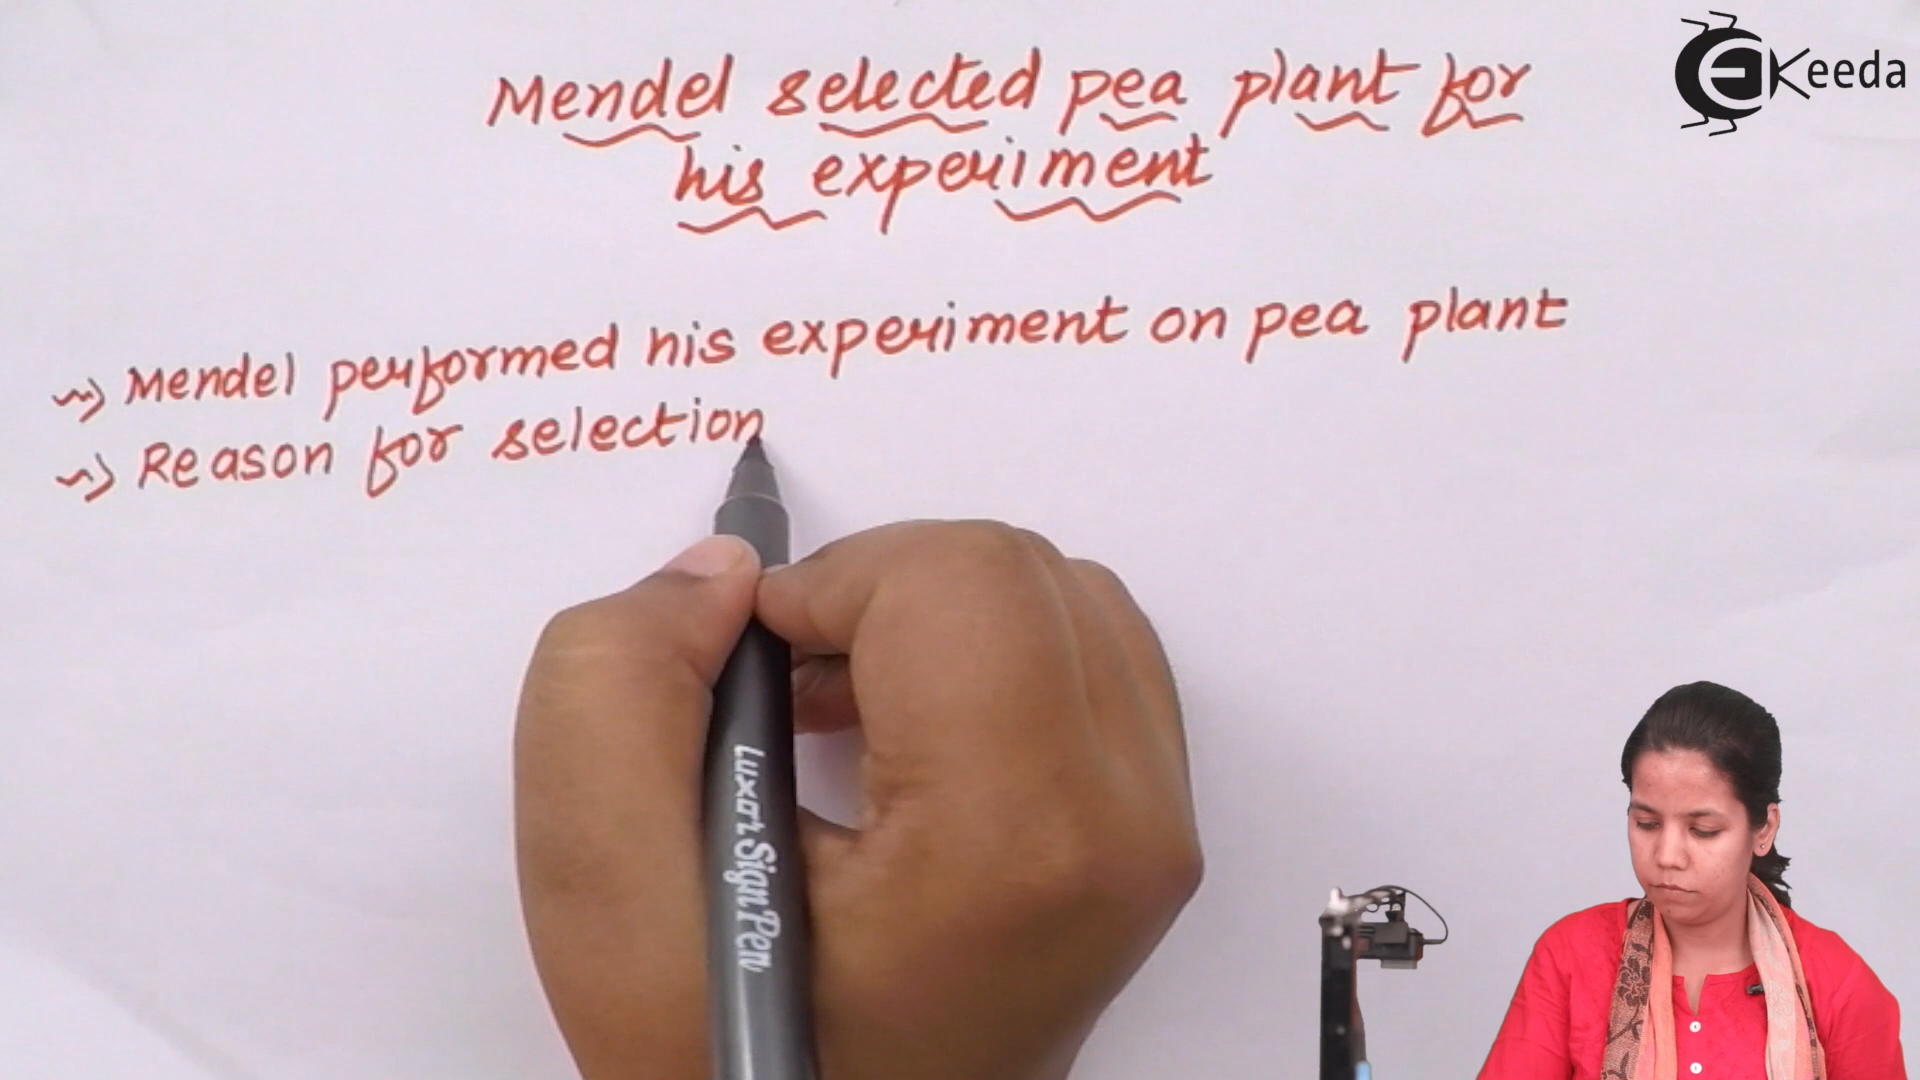 Mendel selected pea plant for
his experiment
EKeeda
Mendel performed his experiment on pea plant
Reason for selection
Luxor Sign Pen